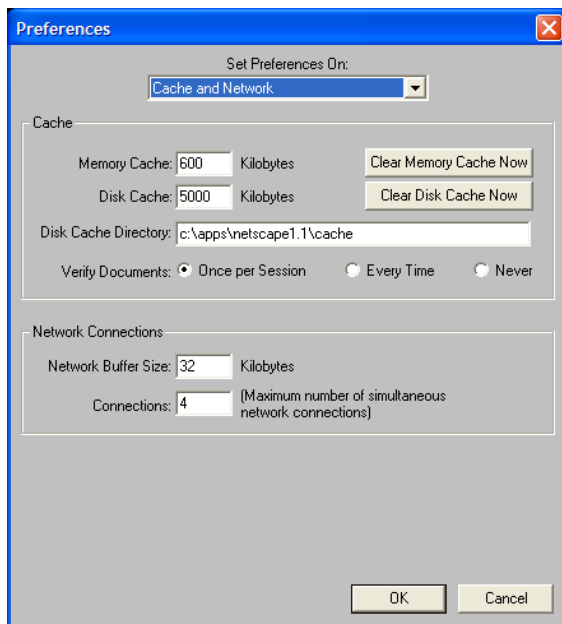 Preferences
Set Preferences On:
Cache and Network
Cache
Memory Cache: 600 Kilobytes Clear Memory Cache Now
Disk Cache: 5000 Kilobytes Clear Disk Cache Now
Disk Cache Directory: c:\apps\netscape1.1\cache
Verify Documents: Once per Session Every Time Never
Network Connections
Network Buffer Size: 32 Kilobytes
Connections: 4 (Maximum number of simultaneous
network connections)
OK Cancel